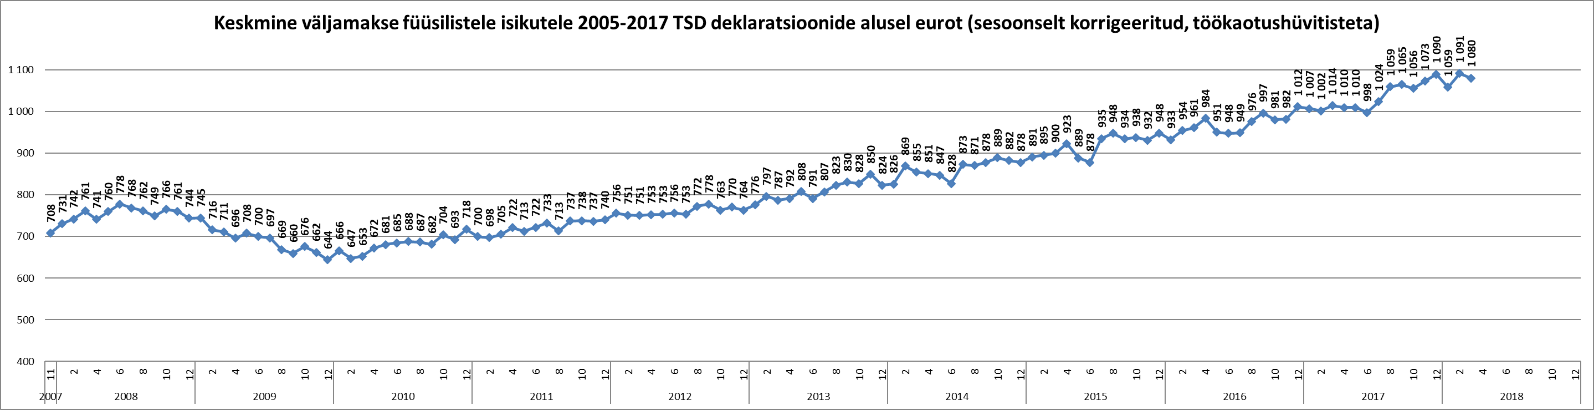 Keskmine väljamakse füüsilistele isikutele 2005-2017 TSD deklaratsioonide alusel eurot (sesoonselt korrigeeritud, töökaotushüvitisteta)
1 100
1 000
900
800
700
600
500
400
708 731 742 761 741 760 778 768 762 749 766 761 744 745 716 711 696 708 700 697 669 660 676 662 644 666 647 653 672 681 685 688 687 682 704 693 718 700 698 705 722 713 722 733 713 737 738 737 740 756 751 751 753 753 756 753 772 778 763 770 764 776 797 787 792 808 791 807 823 830 828 850 824 826 869 855 851 847 828 873 871 878 889 882 878 891 895 900 923 889 878 935 948 934 938 932 948 933 954 961 984 951 948 949 976 997 981 982 1 012 1 007 1 002 1 014 1 010 1 010 998 1 024 1 059 1 065 1 056 1 073 1 090 1 059 1 091 1 080
11 2 4 6 8 10 12 2 4 6 8 10 12 2 4 6 8 10 12 2 4 6 8 10 12 2 4 6 8 10 12 2 4 6 8 10 12 2 4 6 8 10 12 2 4 6 8 10 12 2 4 6 8 10 12 2 4 6 8 10 12 2 4 6 8 10 12
2007 2008 2009 2010 2011 2012 2013 2014 2015 2016 2017 2018